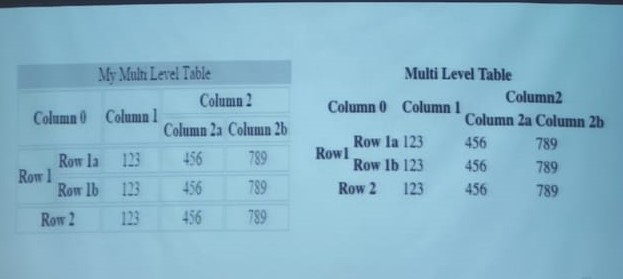 My Multi Level Table
Column 0 Column 1 Column 2
Column 2a Column 2b
Row 1 Row 1a 123 456 789
Row 1b 123 456 789
Row 2 123 456 789
Multi Level Table
Column 0 Column 1 Column2
Column 2a Column 2b
Row1 Row 1a 123 456 789
Row 1b 123 456 789
Row 2 123 456 789